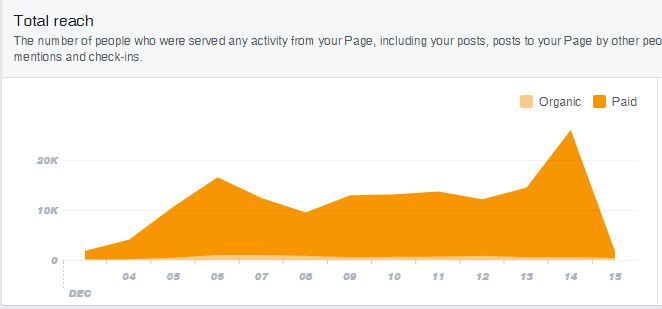 Total reach
The number of people who were served any activity from your Page, including your posts, posts to your Page by other
mentions and check-ins.
Organic Paid
20K
10K
0
04 05 06 07 08 09 10 11 12 13 14 15
DEC